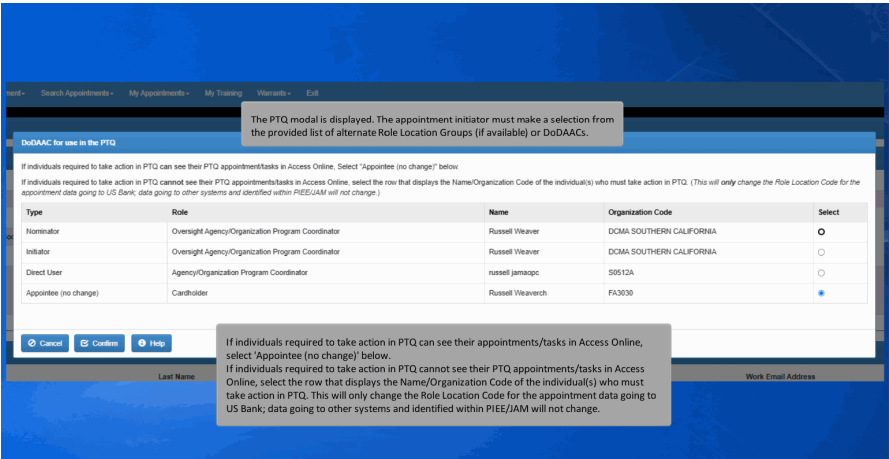 ment- Search Appointments- My Appointments- My Training Warrants- Exit
The PTQ modal is displayed. The appointment initiator must make a selection from
the provided list of alternate Role Location Groups (if available) or DoDAACs.
DoDAAC for use in the PTQ
If individuals required to take action in PTQ can see their PTQ appointment/tasks in Access Online, Select "Appointee (no change)" below.
If individuals required to take action in PTQ cannot see their PTQ appointments/tasks in Access Online, select the row that displays the Name/Organization Code of the individual(s) who must take action in PTQ. (This will only change the Role Location Code for the
appointment data going to US Bank; data going to other systems and identified within PIEE/JAM will not change.)
Type Role Name Organization Code Select
Nominator Oversight Agency/Organization Program Coordinator Russell Weaver DCMA SOUTHERN CALIFORNIA
Initiator Oversight Agency/Organization Program Coordinator Russell Weaver DCMA SOUTHERN CALIFORNIA
Direct User Agency/Organization Program Coordinator russell jamaopc S0512A
Appointee (no change) Cardholder Russell Weaverch FA3030
Cancel Confirm Help
If individuals required to take action in PTQ can see their appointments/tasks in Access Online,
select 'Appointee (no change)' below.
If individuals required to take action in PTQ cannot see their PTQ appointments/tasks in Access
Online, select the row that displays the Name/Organization Code of the individual(s) who must
take action in PTQ. This will only change the Role Location Code for the appointment data going to
US Bank; data going to other systems and identified within PIEE/JAM will not change.
Last Name Work Email Address